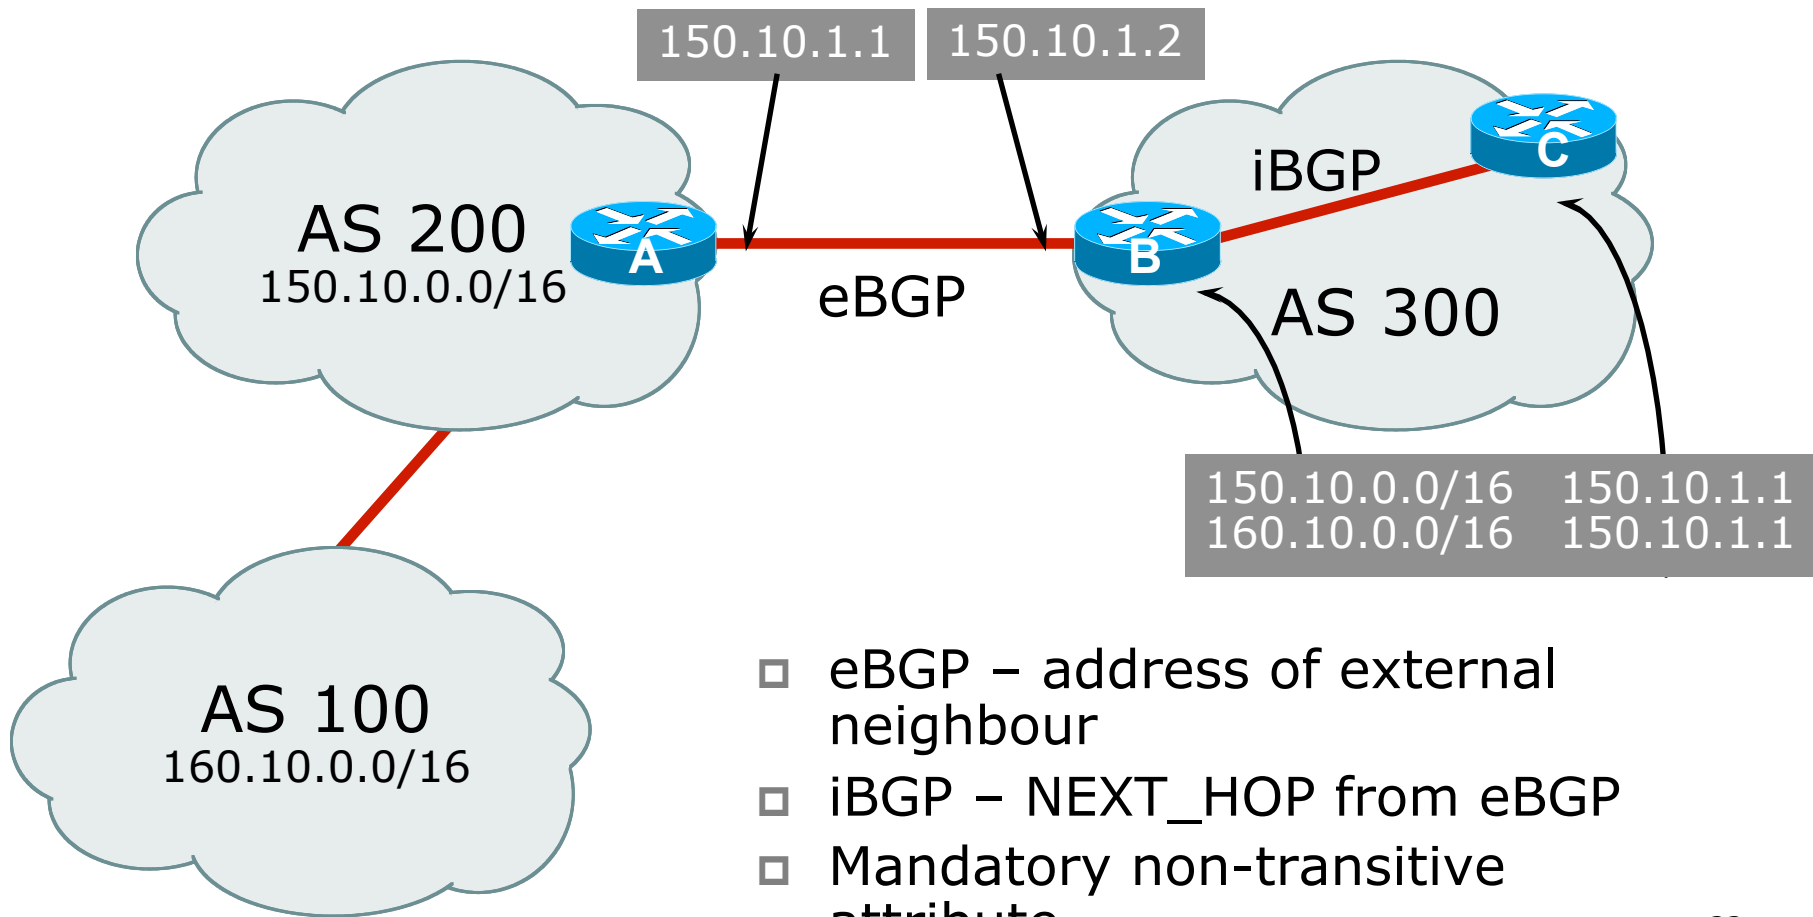 150.10.1.1 150.10.1.2
C
iBGP
AS 200
A
B
150.10.0.0/16
eBGP
AS 300
150.10.0.0/16 150.10.1.1
160.10.0.0/16 150.10.1.1
eBGP – address of external
neighbour
AS 100
160.10.0.0/16
iBGP – NEXT_HOP from eBGP
Mandatory non-transitive
attribute